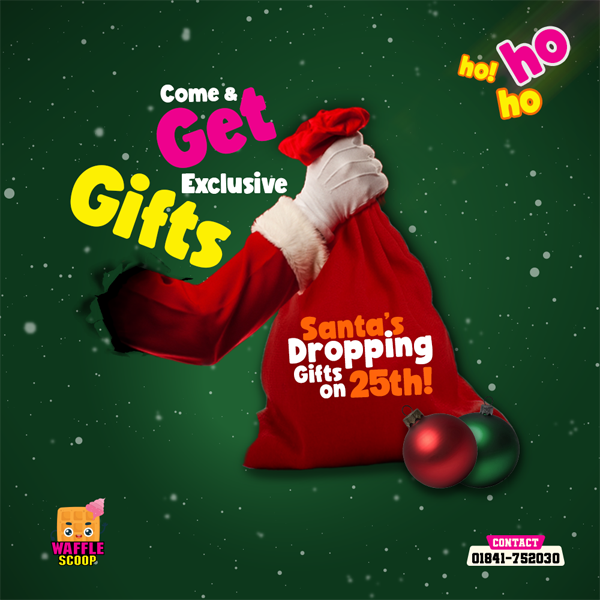 Come &
Get
Exclusive
Gifts
ho! ho
ho
Santa's
Dropping
Gifts
on 25th!
WAFFLE
SCOOP
CONTACT
01841-752030